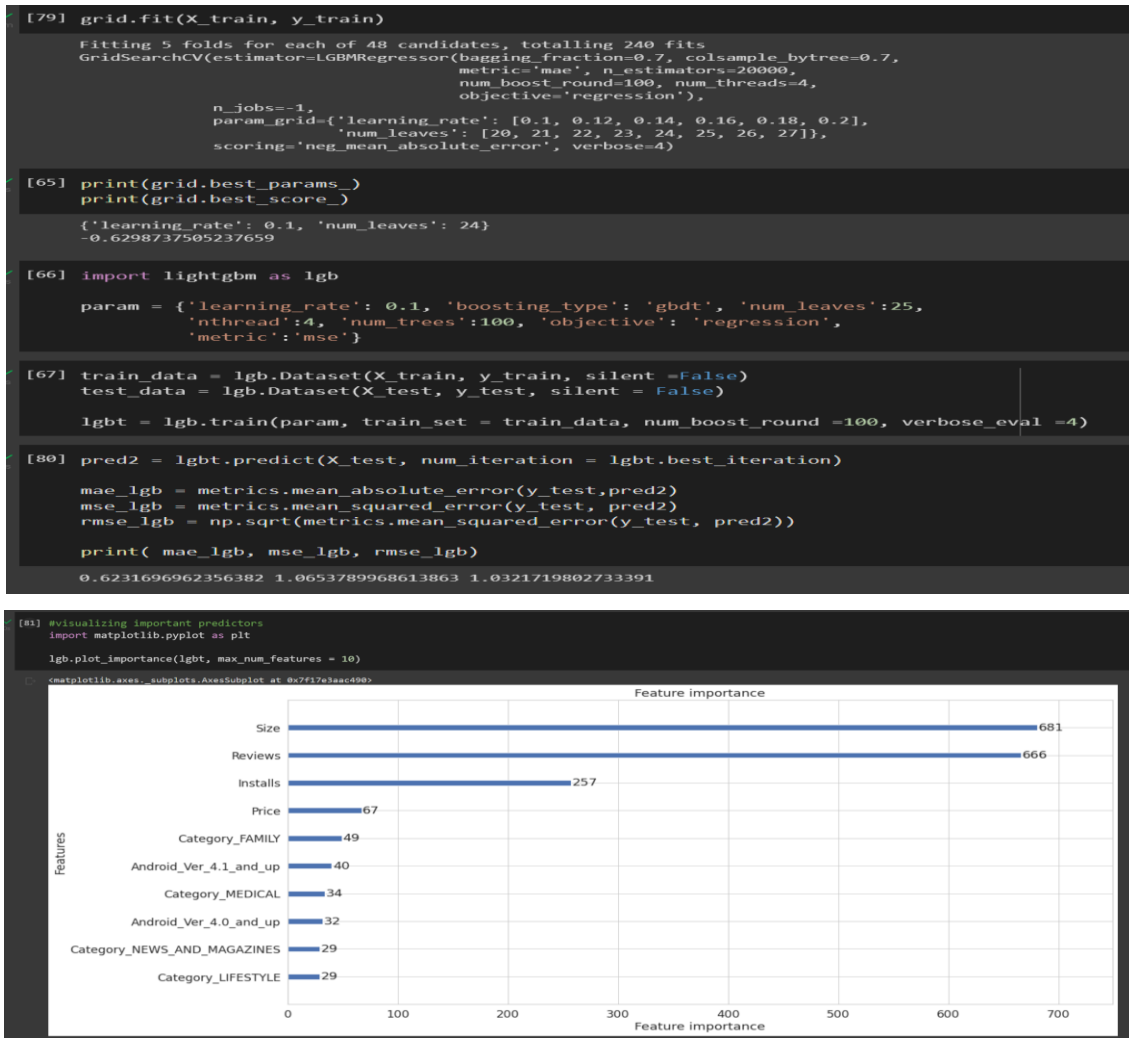 [79] grid.fit(X_train, y_train)
Fitting 5 folds for each of 48 candidates, totalling 240 fits
GridSearchCV(estimator=LGBMRegressor(bagging_fraction=0.7, colsample_bytree=0.7,
metric='mae', n_estimators=20000,
num_boost_round=100, num_threads=4,
objective='regression'),
n_jobs=-1,
param_grid={'learning_rate': [0.1, 0.12, 0.14, 0.16, 0.18, 0.2],
'num_leaves': [20, 21, 22, 23, 24, 25, 26, 27]},
scoring='neg_mean_absolute_error', verbose=4)
[65] print(grid.best_params_)
print(grid.best_score_)
{'learning_rate': 0.1, 'num_leaves': 24}
-0.6298737505237659
[66] import lightgbm as lgb
param = {'learning_rate': 0.1, 'boosting_type': 'gbdt', 'num_leaves':25,
'nthread':4, 'num_trees':100, 'objective': 'regression',
'metric':'mse'}
[67] train_data = lgb.Dataset(X_train, y_train, silent =False)
test_data = lgb.Dataset(X_test, y_test, silent = False)
lgbt = lgb.train(param, train_set = train_data, num_boost_round =100, verbose_eval =4)
[80] pred2 = lgbt.predict(X_test, num_iteration = lgbt.best_iteration)
mae_lgb = metrics.mean_absolute_error(y_test,pred2)
mse_lgb = metrics.mean_squared_error(y_test, pred2)
rmse_lgb = np.sqrt(metrics.mean_squared_error(y_test, pred2))
print( mae_lgb, mse_lgb, rmse_lgb)
0.6231696962356382 1.0653789968613863 1.0321719802733391
[81] #visualizing important predictors
import matplotlib.pyplot as plt
lgb.plot_importance(lgbt, max_num_features = 10)
<matplotlib.axes._subplots.AxesSubplot at 0x7f17e3aac490>
Feature importance
Size 681
Reviews 666
Installs 257
Price 67
Category_FAMILY 49
Android_Ver_4.1_and_up 40
Category_MEDICAL 34
Android_Ver_4.0_and_up 32
Category_NEWS_AND_MAGAZINES 29
Category_LIFESTYLE 29
Features
0 100 200 300 400 500 600 700
Feature importance